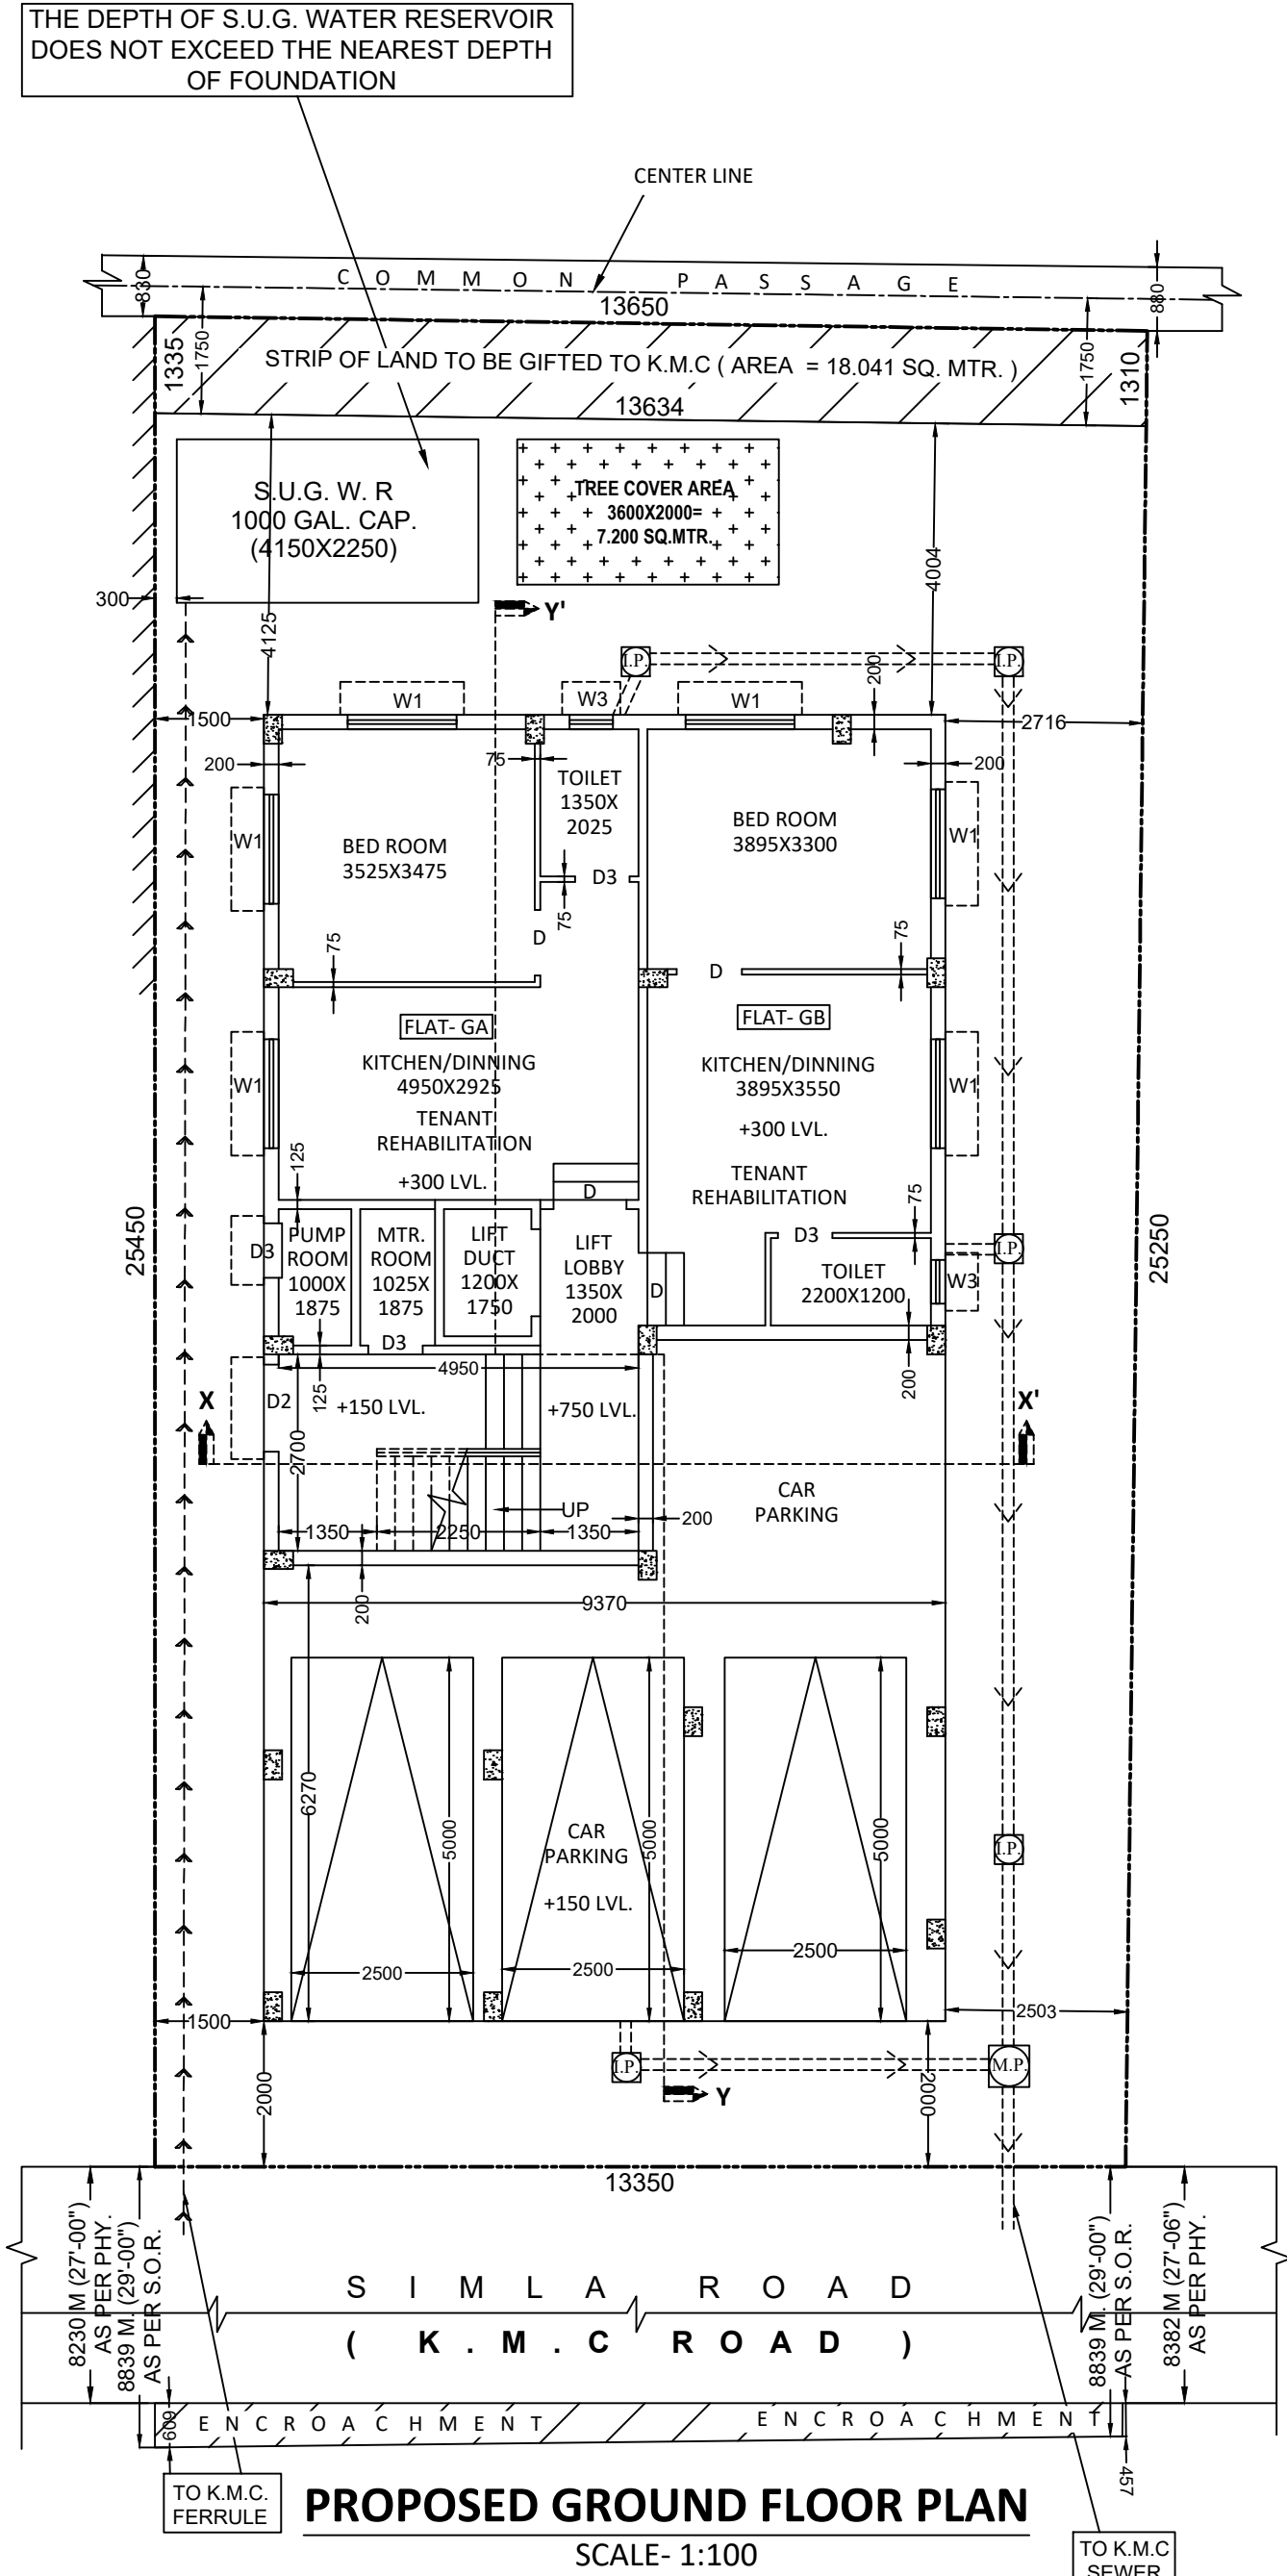 THE DEPTH OF S.U.G. WATER RESERVOIR
DOES NOT EXCEED THE NEAREST DEPTH
OF FOUNDATION
CENTER LINE
830
COMMON PASSAGE
880
13650
1335
1750
STRIP OF LAND TO BE GIFTED TO K.M.C ( AREA = 18.041 SQ. MTR. )
1750
1310
13634
S.U.G. W. R
1000 GAL. CAP.
(4150X2250)
TREE COVER AREA
3600X2000=
7.200 SQ.MTR.
300
4125
4004
Y'
I.P.
I.P.
200
W1
W3
W1
1500
2716
200
75
200
TOILET
1350X
2025
W1
BED ROOM
3525X3475
BED ROOM
3895X3300
W1
D3
75
D
75
75
D
FLAT- GA
FLAT- GB
KITCHEN/DINNING
4950X2925
TENANT
REHABILITATION
+300 LVL.
KITCHEN/DINNING
3895X3550
+300 LVL.
TENANT
REHABILITATION
W1
W1
125
D
75
25450
25250
D3
PUMP
ROOM
1000X
1875
MTR.
ROOM
1025X
1875
LIFT
DUCT
1200X
1750
LIFT
LOBBY
1350X
2000
D
D3
TOILET
2200X1200
I.P.
W3
D3
4950
125
200
X
D2
+150 LVL.
+750 LVL.
X'
2700
CAR
PARKING
UP
1350
2250
1350
200
200
9370
6270
5000
5000
5000
CAR
PARKING
+150 LVL.
I.P.
2500
2500
2500
1500
2503
2000
I.P.
M.P.
2000
Y
13350
8230 M (27'-00")
AS PER PHY.
8839 M. (29'-00")
AS PER S.O.R.
SIMLA ROAD
( K.M.C ROAD )
8839 M. (29'-00")
AS PER S.O.R.
8382 M (27'-06")
AS PER PHY.
609
ENCROACHMENT
ENCROACHMENT
457
TO K.M.C.
FERRULE
PROPOSED GROUND FLOOR PLAN
SCALE- 1:100
TO K.M.C
SEWER